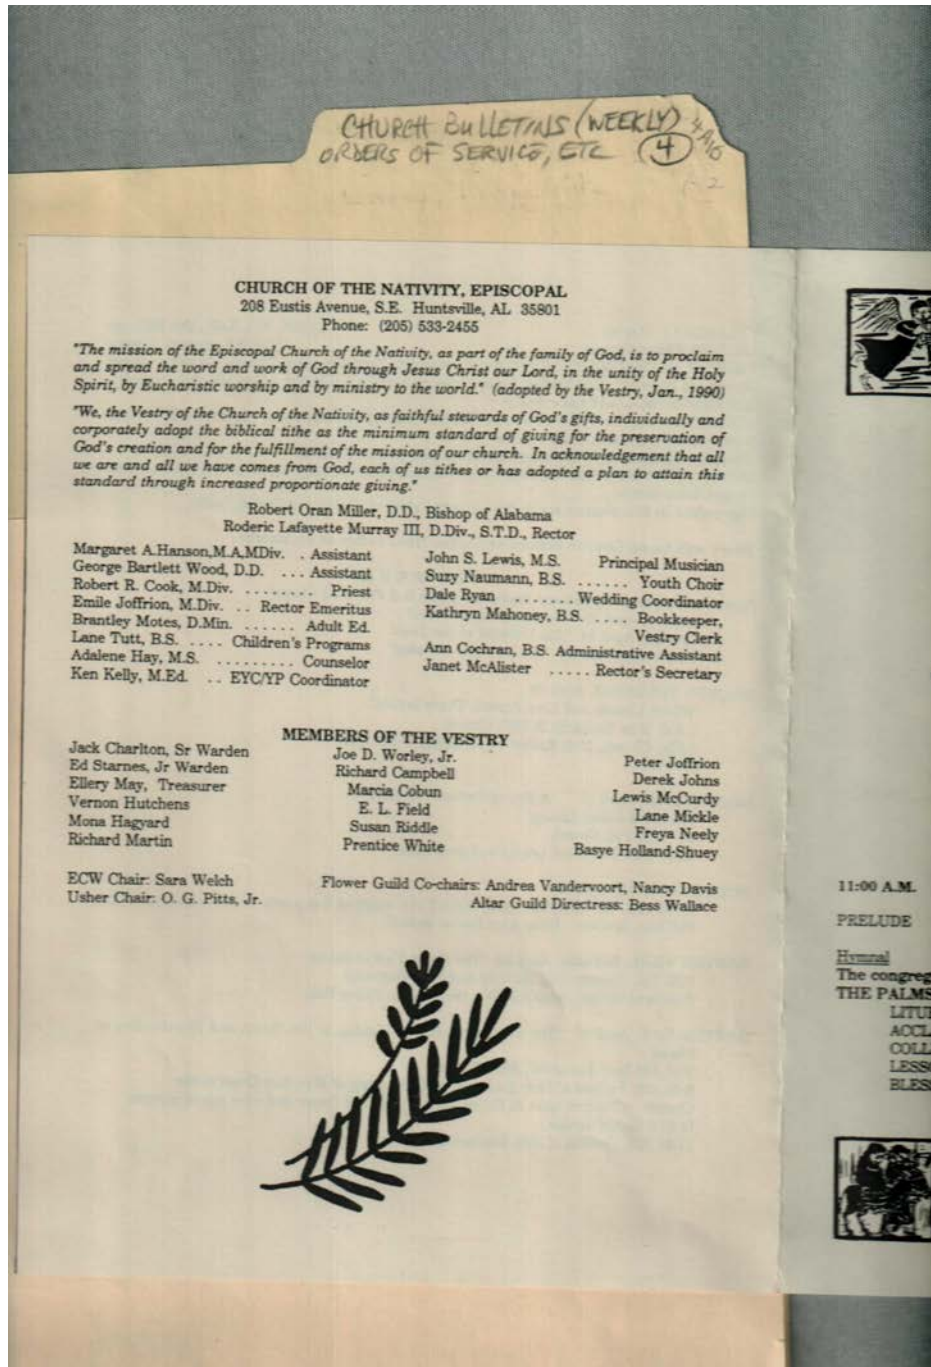 CHURCH BULLETINS (WEEKLY)
ORDERS OF SERVICE, ETC 4
CHURCH OF THE NATIVITY, EPISCOPAL
208 Eustis Avenue, S.E. Huntsville, AL 35801
Phone: (205) 533-2455
"The mission of the Episcopal Church of the Nativity, as part of the family of God, is to proclaim
and spread the word and work of God through Jesus Christ our Lord, in the unity of the Holy
Spirit, by Eucharistic worship and by ministry to the world." (adopted by the Vestry, Jan., 1990)
"We, the Vestry of the Church of the Nativity, as faithful stewards of God's gifts, individually and
corporately adopt the biblical tithe as the minimum standard of giving for the preservation of
God's creation and for the fulfillment of the mission of our church. In acknowledgement that all
we are and all we have comes from God, each of us tithes or has adopted a plan to attain this
standard through increased proportionate giving."
Robert Oran Miller, D.D., Bishop of Alabama
Roderic Lafayette Murray III, D.Div., S.T.D., Rector
Margaret A.Hanson,M.A,MDiv. . Assistant
George Bartlett Wood, D.D. ... Assistant
Robert R. Cook, M.Div. ........ Priest
Emile Joffrion, M.Div. .. Rector Emeritus
Brantley Motes, D.Min. ...... Adult Ed.
Lane Tutt, B.S. .... Children's Programs
Adalene Hay, M.S. ......... Counselor
Ken Kelly, M.Ed. .. EYC/YP Coordinator
John S. Lewis, M.S. Principal Musician
Suzy Naumann, B.S. ...... Youth Choir
Dale Ryan ....... Wedding Coordinator
Kathryn Mahoney, B.S. .... Bookkeeper,
Vestry Clerk
Ann Cochran, B.S. Administrative Assistant
Janet McAlister ..... Rector's Secretary
MEMBERS OF THE VESTRY
Jack Charlton, Sr Warden
Ed Starnes, Jr Warden
Ellery May, Treasurer
Vernon Hutchens
Mona Hagyard
Richard Martin
Joe D. Worley, Jr.
Richard Campbell
Marcia Cobun
E. L. Field
Susan Riddle
Prentice White
Peter Joffrion
Derek Johns
Lewis McCurdy
Lane Mickle
Freya Neely
Basye Holland-Shuey
ECW Chair: Sara Welch
Usher Chair: O. G. Pitts, Jr.
Flower Guild Co-chairs: Andrea Vandervoort, Nancy Davis
Altar Guild Directress: Bess Wallace
11:00 A.M.
PRELUDE
Hymnal
The congreg
THE PALMS
LITU
ACCL
COLL
LESS
BLES